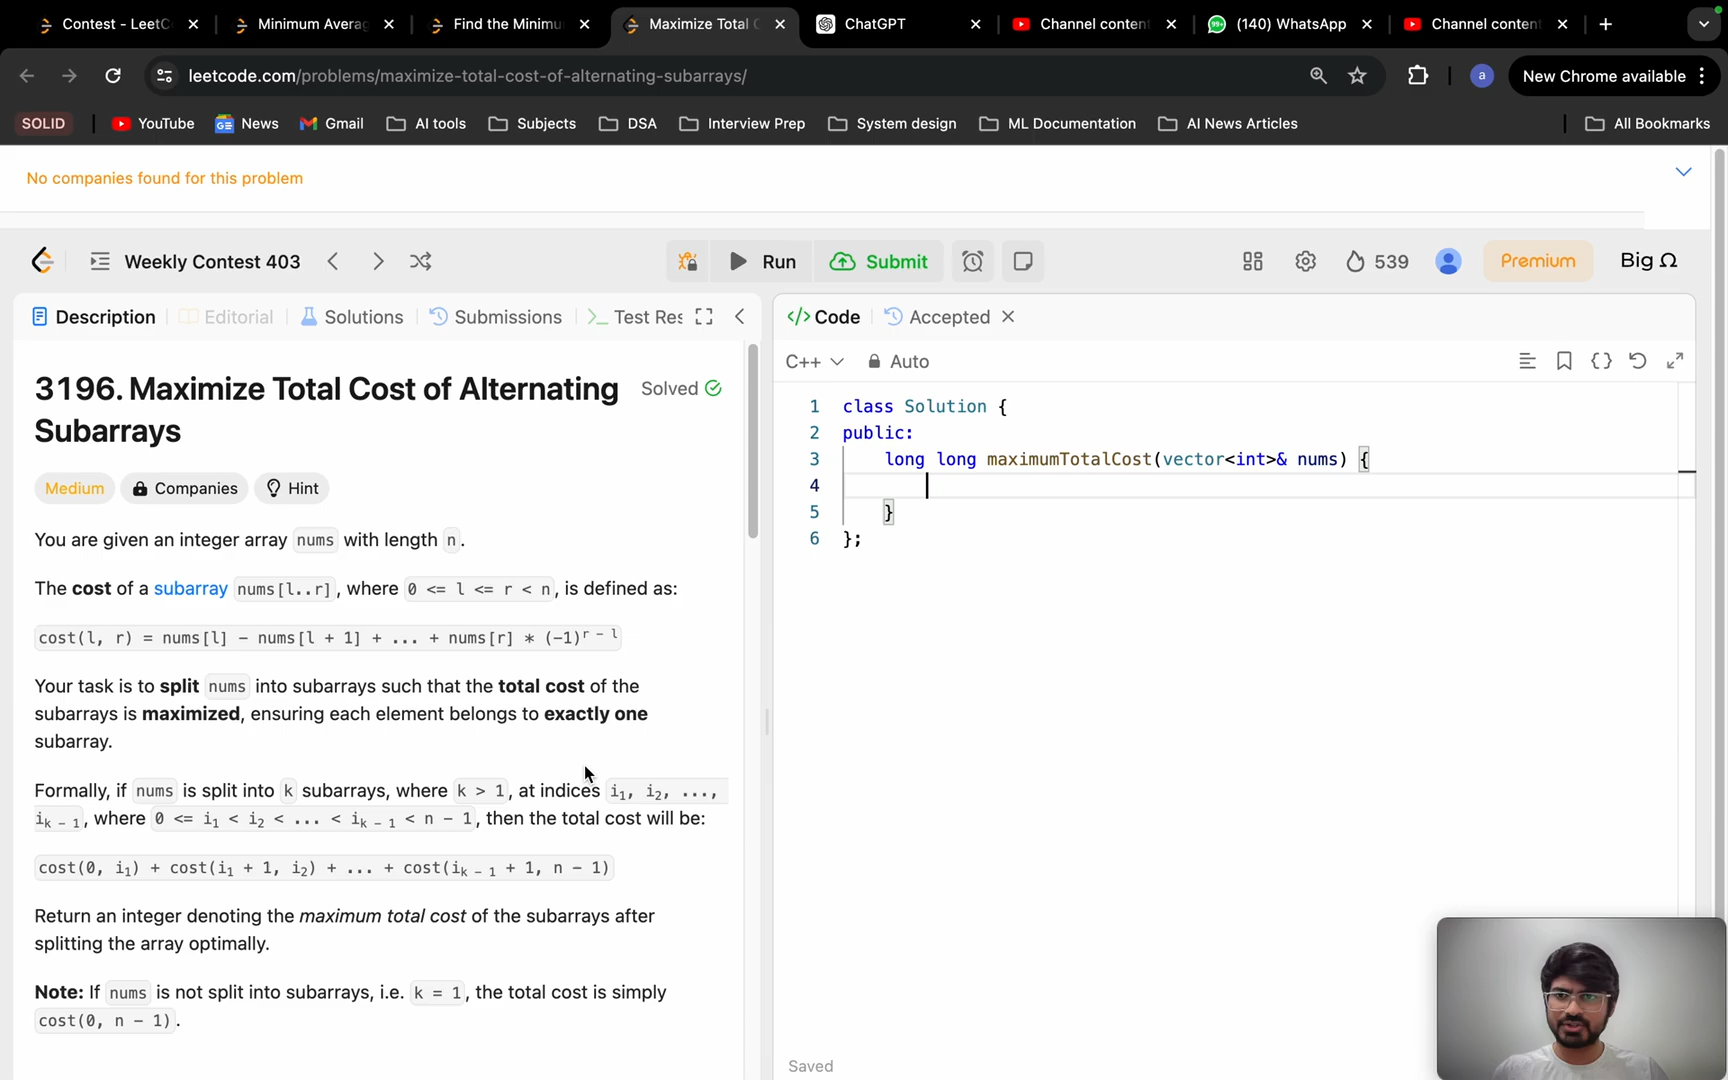 Contest - LeetC
Minimum Averag
Find the Minimu
Maximize Total C
ChatGPT
Channel content
(140) WhatsApp
Channel content
leetcode.com/problems/maximize-total-cost-of-alternating-subarrays/
a
New Chrome available
SOLID
YouTube
News
Gmail
AI tools
Subjects
DSA
Interview Prep
System design
ML Documentation
AI News Articles
All Bookmarks
No companies found for this problem
Weekly Contest 403
Run
Submit
539
Premium
Big Ω
Description
Editorial
Solutions
Submissions
Test Res
</> Code
Accepted
C++
Auto
3196. Maximize Total Cost of Alternating
Subarrays
Solved
Medium
Companies
Hint
You are given an integer array nums with length n.
The cost of a subarray nums[l..r], where 0 <= l <= r < n, is defined as:
cost(l, r) = nums[l] - nums[l + 1] + ... + nums[r] * (−1)^{r − l}
Your task is to split nums into subarrays such that the total cost of the
subarrays is maximized, ensuring each element belongs to exactly one
subarray.
Formally, if nums is split into k subarrays, where k > 1, at indices i₁, i₂, ...,
iₖ₋₁, where 0 <= i₁ < i₂ < ... < iₖ₋₁ < n - 1, then the total cost will be:
cost(0, i₁) + cost(i₁ + 1, i₂) + ... + cost(iₖ₋₁ + 1, n − 1)
Return an integer denoting the maximum total cost of the subarrays after
splitting the array optimally.
Note: If nums is not split into subarrays, i.e. k = 1, the total cost is simply
cost(0, n - 1).
1 class Solution {
2 public:
3 long long maximumTotalCost(vector<int>& nums) {
4
5 }
6 };
Saved